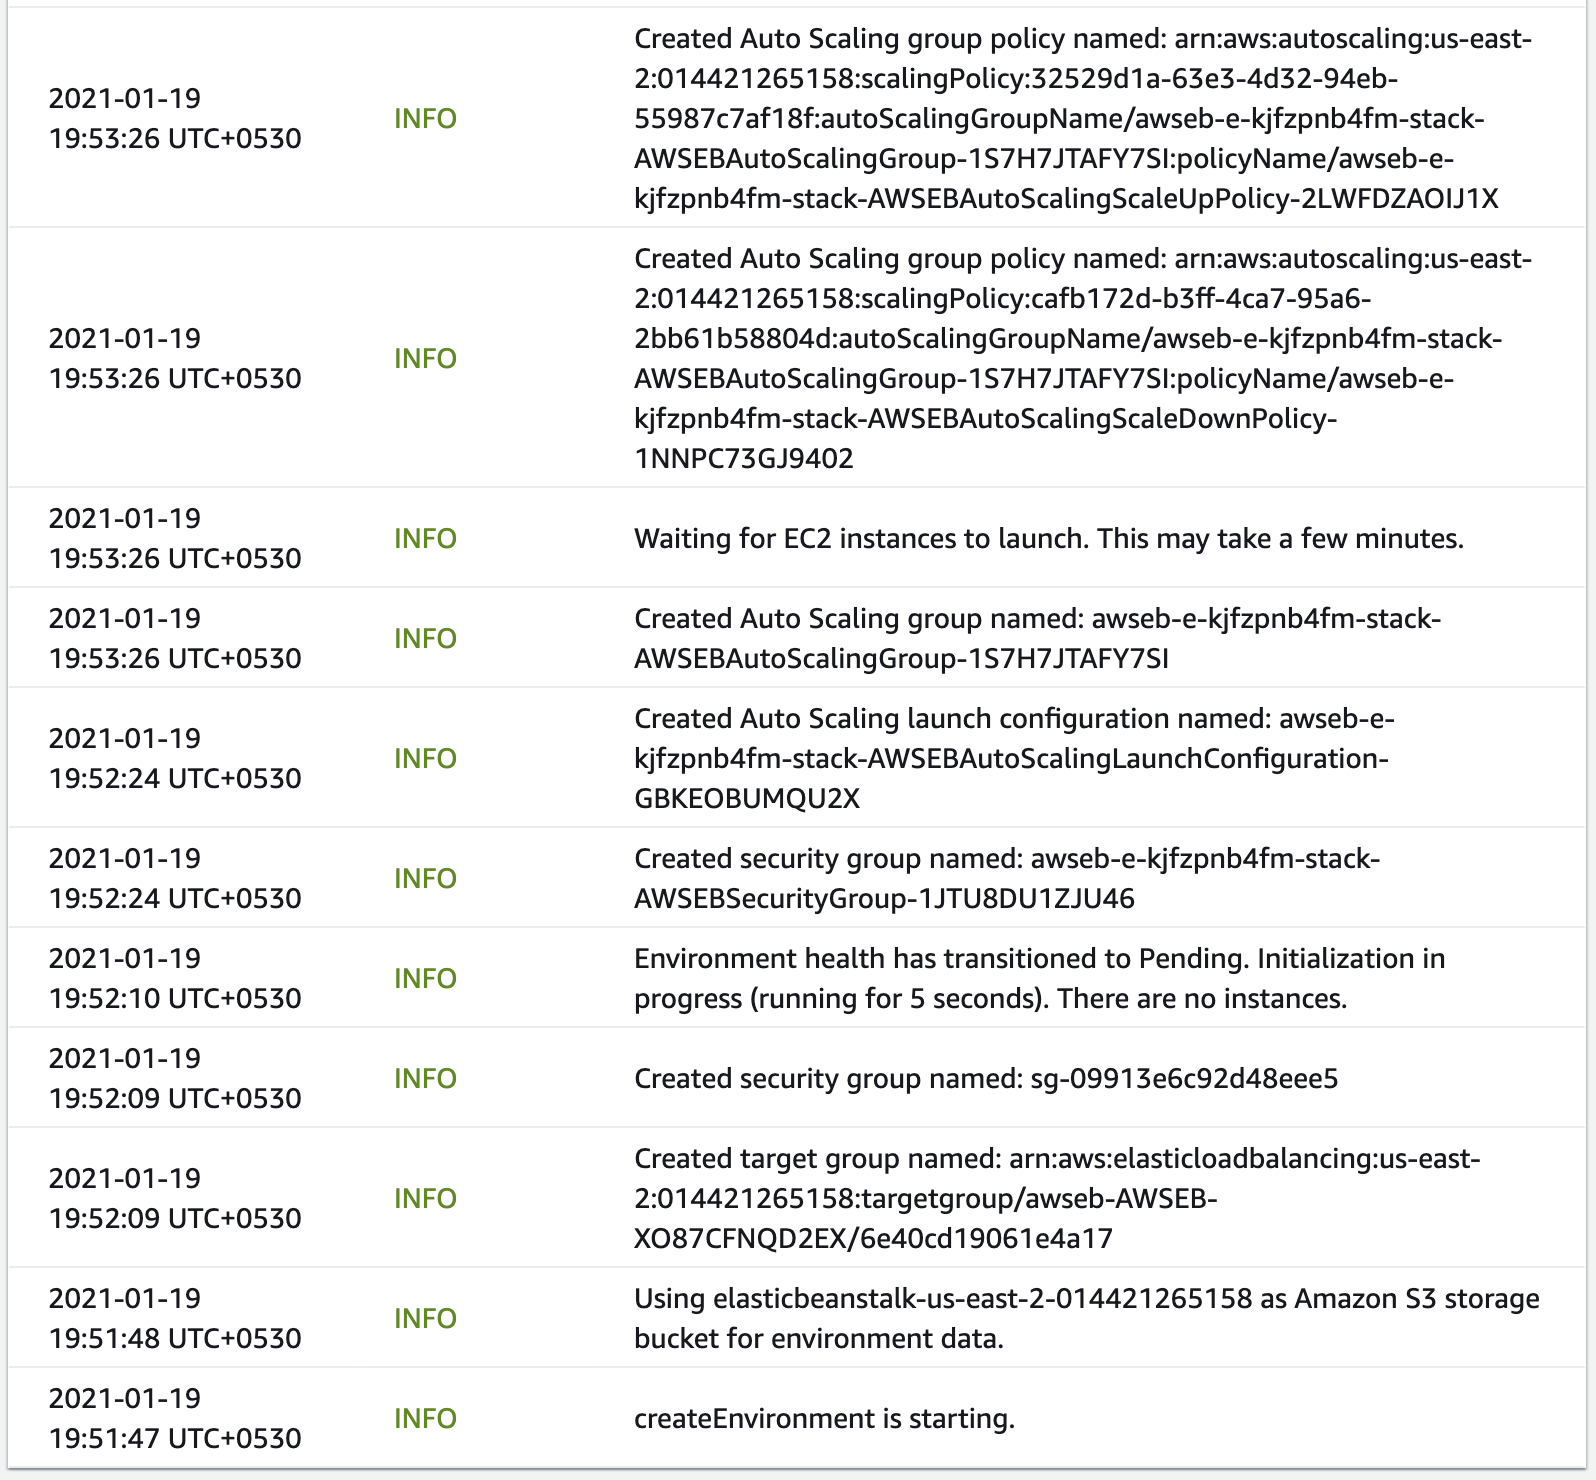 Created Auto Scaling group policy named: arn:aws:autoscaling:us-east-
2:014421265158:scalingPolicy:32529d1a-63e3-4d32-94eb-
55987c7af18f:autoScalingGroupName/awseb-e-kjfzpnb4fm-stack-
AWSEBAutoScalingGroup-1S7H7JTAFY7SI:policyName/awseb-e-
kjfzpnb4fm-stack-AWSEBAutoScalingScaleUpPolicy-2LWFDZAOIJ1X
2021-01-19
19:53:26 UTC+0530
INFO
Created Auto Scaling group policy named: arn:aws:autoscaling:us-east-
2:014421265158:scalingPolicy:cafb172d-b3ff-4ca7-95a6-
2bb61b58804d:autoScalingGroupName/awseb-e-kjfzpnb4fm-stack-
AWSEBAutoScalingGroup-1S7H7JTAFY7SI:policyName/awseb-e-
kjfzpnb4fm-stack-AWSEBAutoScalingScaleDownPolicy-
1NNPC73GJ9402
2021-01-19
19:53:26 UTC+0530
INFO
2021-01-19
19:53:26 UTC+0530
INFO
Waiting for EC2 instances to launch. This may take a few minutes.
2021-01-19
19:53:26 UTC+0530
INFO
Created Auto Scaling group named: awseb-e-kjfzpnb4fm-stack-
AWSEBAutoScalingGroup-1S7H7JTAFY7SI
2021-01-19
19:52:24 UTC+0530
INFO
Created Auto Scaling launch configuration named: awseb-e-
kjfzpnb4fm-stack-AWSEBAutoScalingLaunchConfiguration-
GBKEOBUMQU2X
2021-01-19
19:52:24 UTC+0530
INFO
Created security group named: awseb-e-kjfzpnb4fm-stack-
AWSEBSecurityGroup-1JTU8DU1ZJU46
2021-01-19
19:52:10 UTC+0530
INFO
Environment health has transitioned to Pending. Initialization in
progress (running for 5 seconds). There are no instances.
2021-01-19
19:52:09 UTC+0530
INFO
Created security group named: sg-09913e6c92d48eee5
2021-01-19
19:52:09 UTC+0530
INFO
Created target group named: arn:aws:elasticloadbalancing:us-east-
2:014421265158:targetgroup/awseb-AWSEB-
XO87CFNQD2EX/6e40cd19061e4a17
2021-01-19
19:51:48 UTC+0530
INFO
Using elasticbeanstalk-us-east-2-014421265158 as Amazon S3 storage
bucket for environment data.
2021-01-19
19:51:47 UTC+0530
INFO
createEnvironment is starting.